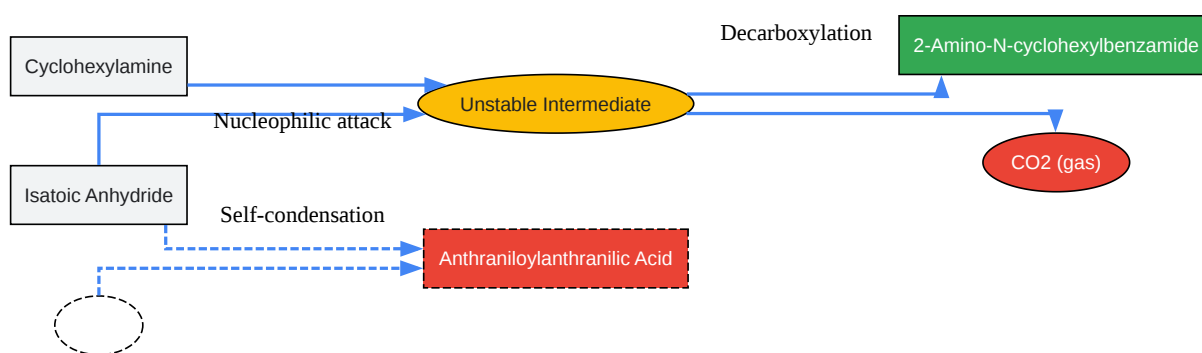 Decarboxylation
2-Amino-N-cyclohexylbenzamide
Cyclohexylamine
Unstable Intermediate
Nucleophilic attack
CO2 (gas)
Isatoic Anhydride
Self-condensation
Anthraniloylanthranilic Acid